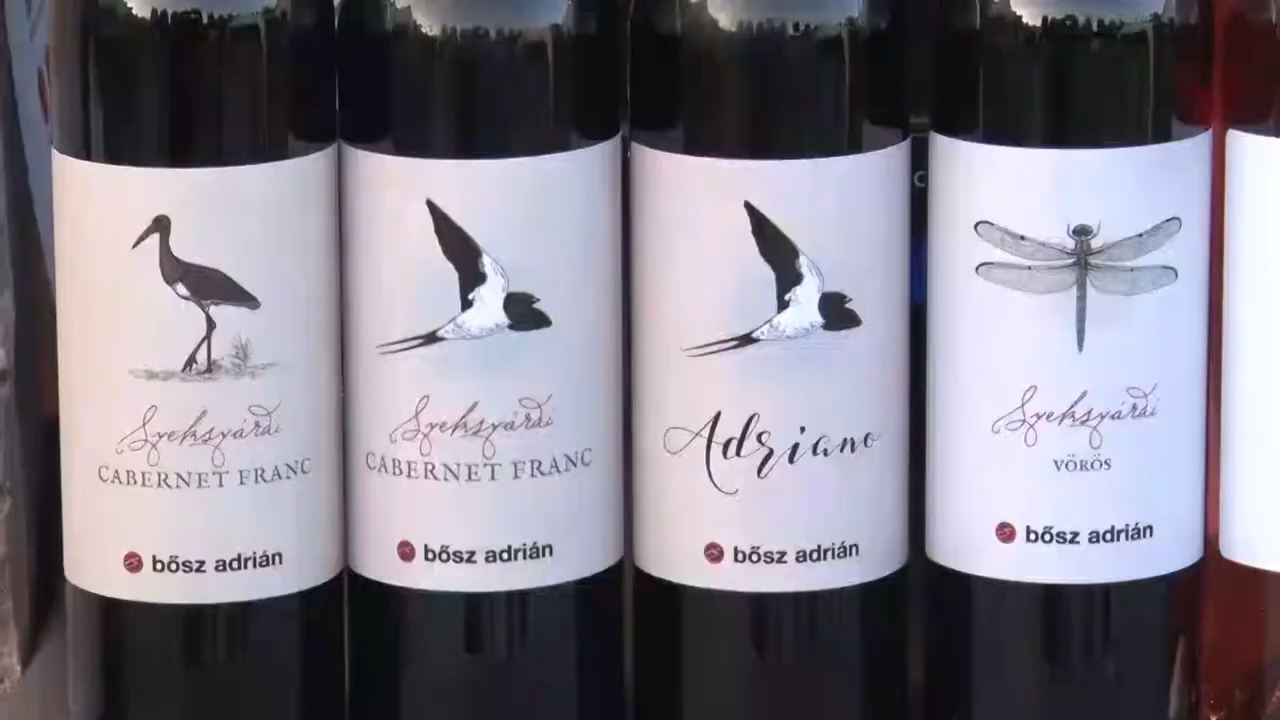 Szekszárdi
CABERNET FRANC
bősz adrián
Szekszárdi
CABERNET FRANC
bősz adrián
Adriano
bősz adrián
Szekszárdi
VÖRÖS
bősz adrián